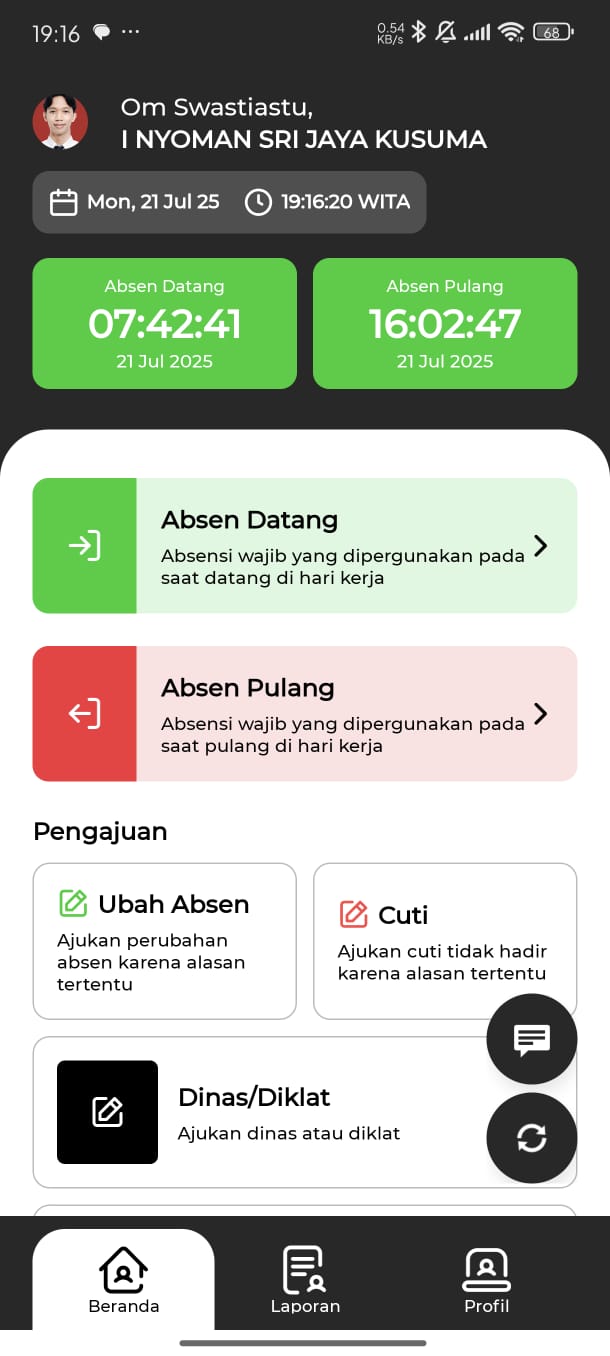 19:16
0.54
KB/s
68
Om Swastiastu,
I NYOMAN SRI JAYA KUSUMA
Mon, 21 Jul 25
19:16:20 WITA
Absen Datang
07:42:41
21 Jul 2025
Absen Pulang
16:02:47
21 Jul 2025
Absen Datang
Absensi wajib yang dipergunakan pada
saat datang di hari kerja
Absen Pulang
Absensi wajib yang dipergunakan pada
saat pulang di hari kerja
Pengajuan
Ubah Absen
Ajukan perubahan
absen karena alasan
tertentu
Cuti
Ajukan cuti tidak hadir
karena alasan tertentu
Dinas/Diklat
Ajukan dinas atau diklat
Beranda
Laporan
Profil